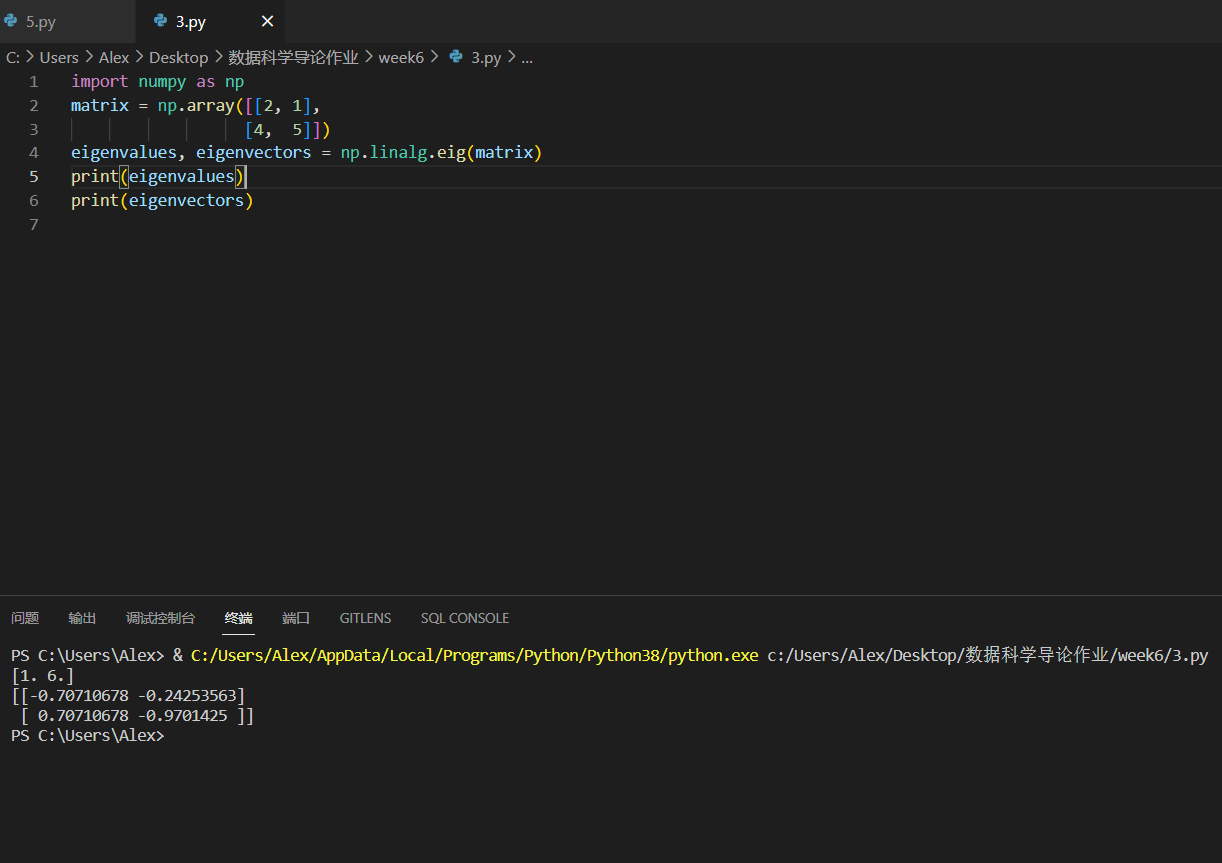 5.py 3.py ×
C: > Users > Alex > Desktop > 数据科学导论作业 > week6 > 3.py > ...
1 import numpy as np
2 matrix = np.array([[2, 1],
3                   [4,  5]])
4 eigenvalues, eigenvectors = np.linalg.eig(matrix)
5 print(eigenvalues)
6 print(eigenvectors)
7
问题 输出 调试控制台 终端 端口 GITLENS SQL CONSOLE
PS C:\Users\Alex> & C:/Users/Alex/AppData/Local/Programs/Python/Python38/python.exe c:/Users/Alex/Desktop/数据科学导论作业/week6/3.py
[1. 6.]
[[-0.70710678 -0.24253563]
 [ 0.70710678 -0.9701425 ]]
PS C:\Users\Alex>